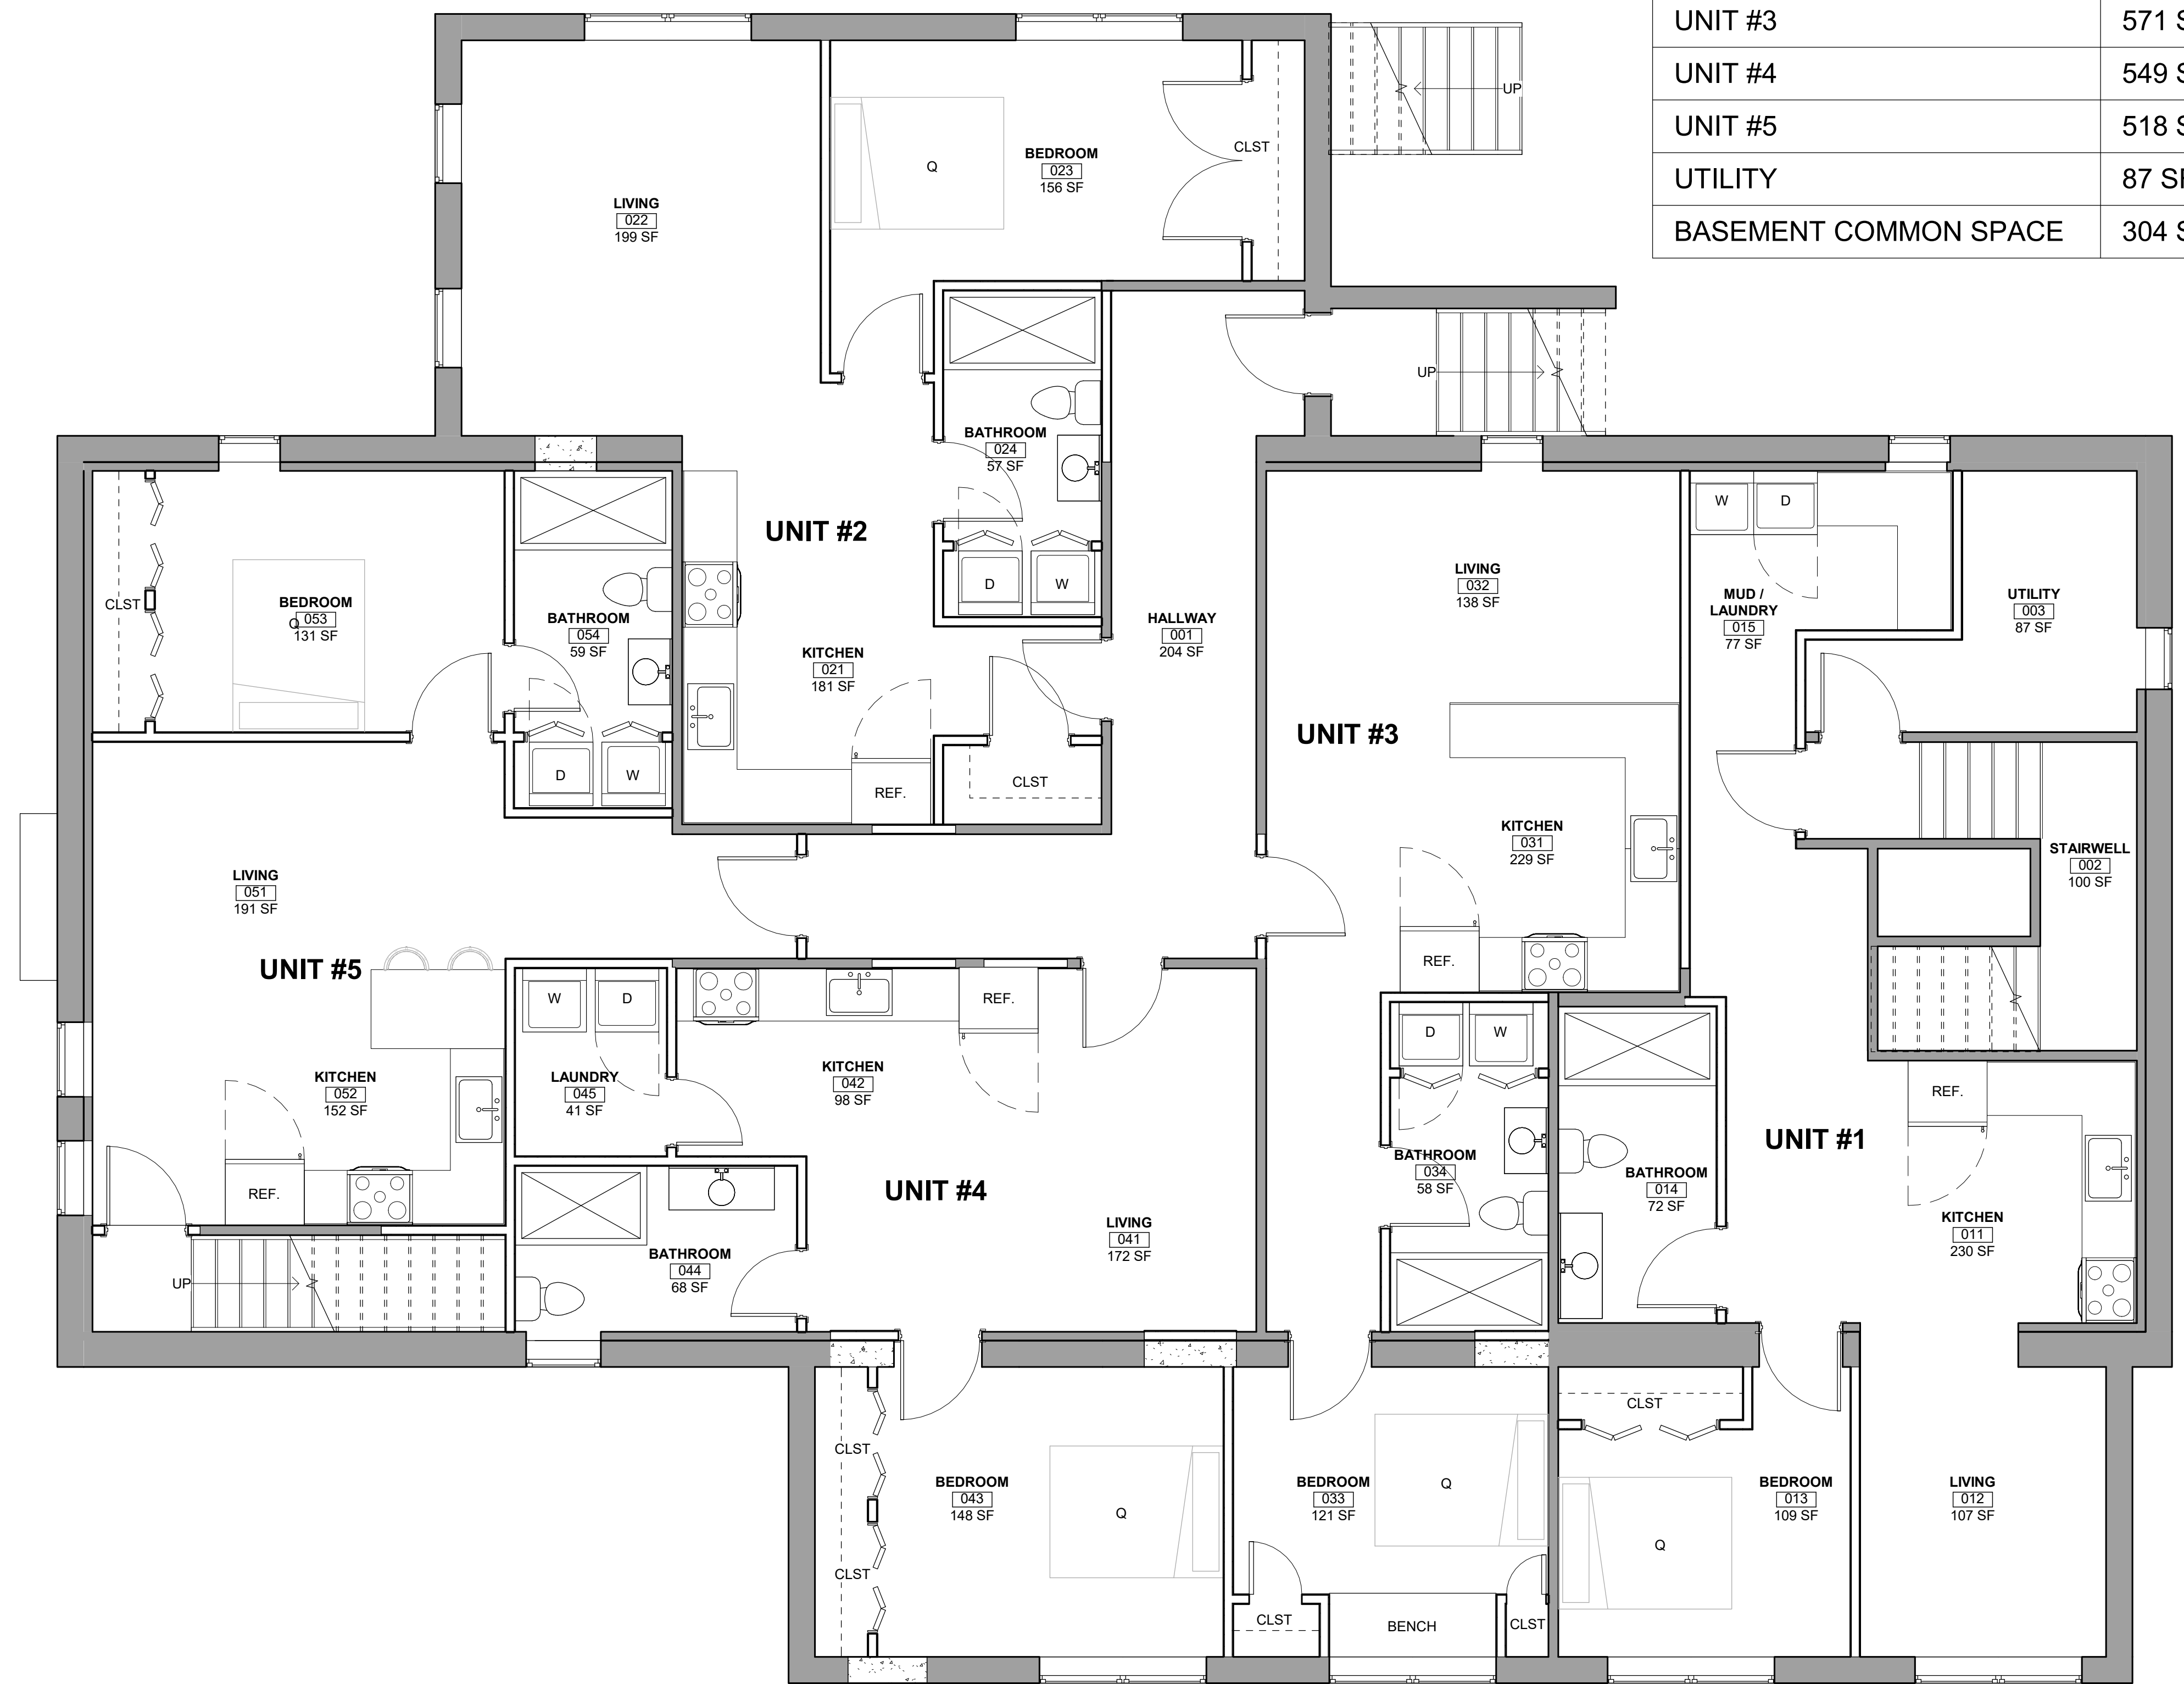 UNIT #3 571 S
UNIT #4 549 S
UNIT #5 518 S
UTILITY 87 SF
BASEMENT COMMON SPACE 304 S
UP
CLST
BEDROOM
023
156 SF
Q
LIVING
022
199 SF
UP
BATHROOM
024
57 SF
D
W
UNIT #2
KITCHEN
021
181 SF
REF.
CLST
HALLWAY
001
204 SF
CLST
BEDROOM
053
131 SF
Q
BATHROOM
054
59 SF
D
W
LIVING
032
138 SF
UNIT #3
KITCHEN
031
229 SF
REF.
W
D
MUD /
LAUNDRY
015
77 SF
UTILITY
003
87 SF
STAIRWELL
002
100 SF
LIVING
051
191 SF
UNIT #5
KITCHEN
052
152 SF
REF.
UP
W
D
LAUNDRY
045
41 SF
KITCHEN
042
98 SF
REF.
UNIT #4
BATHROOM
044
68 SF
LIVING
041
172 SF
D
W
BATHROOM
034
58 SF
BATHROOM
014
72 SF
UNIT #1
REF.
KITCHEN
011
230 SF
CLST
CLST
BEDROOM
043
148 SF
Q
BEDROOM
033
121 SF
Q
CLST
BENCH
CLST
CLST
BEDROOM
013
109 SF
Q
LIVING
012
107 SF